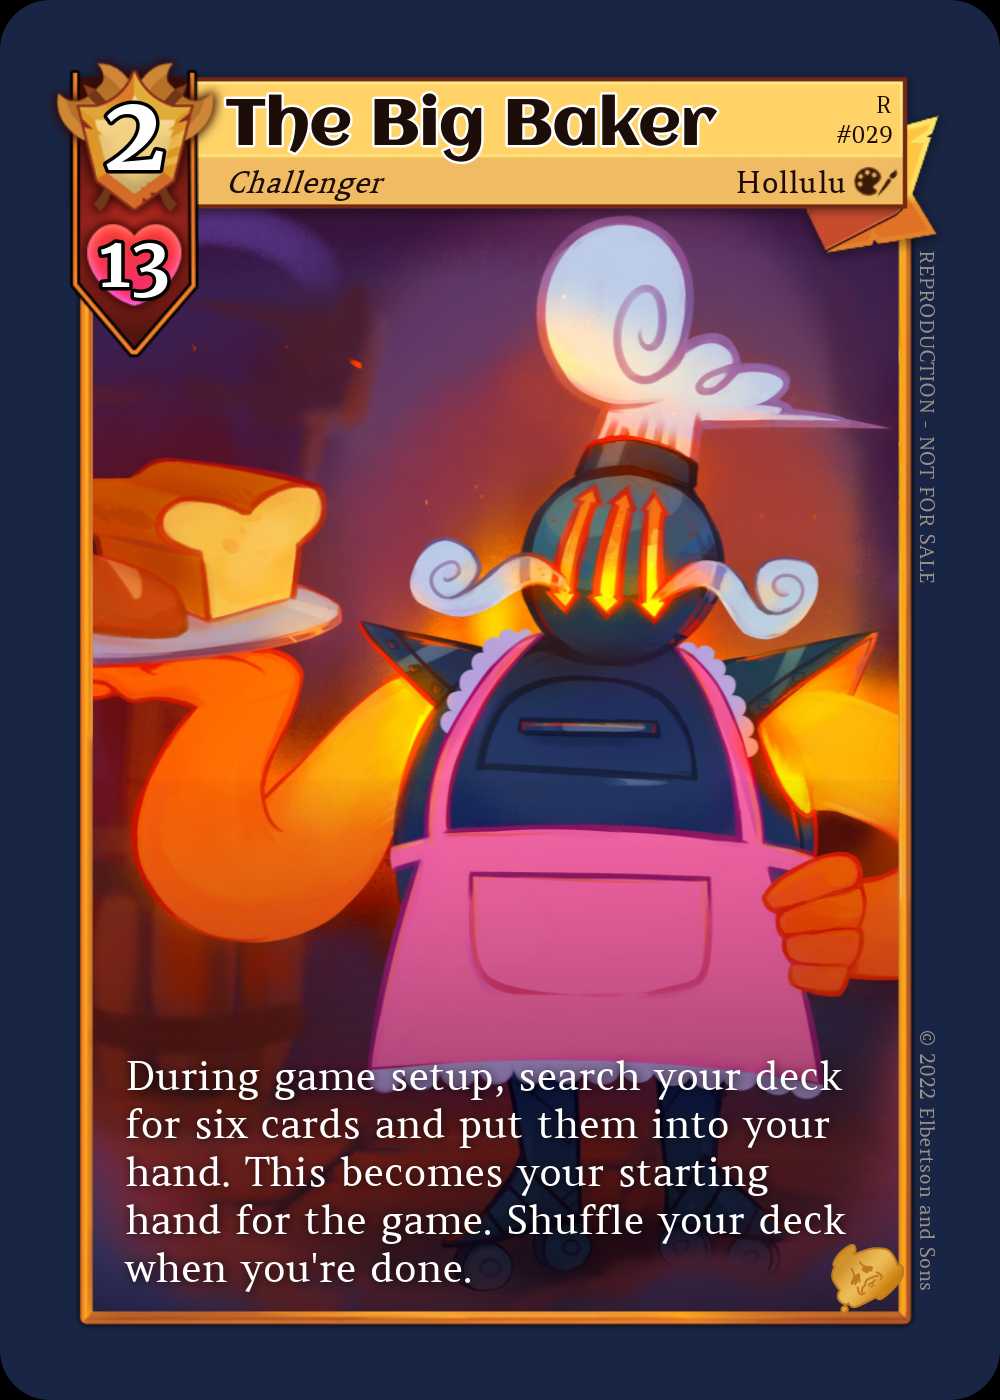 2
The Big Baker
R
#029
Challenger
Hollulu
13
REPRODUCTION - NOT FOR SALE
During game setup, search your deck
for six cards and put them into your
hand. This becomes your starting
hand for the game. Shuffle your deck
when you're done.
© 2022 Elbertson and Sons